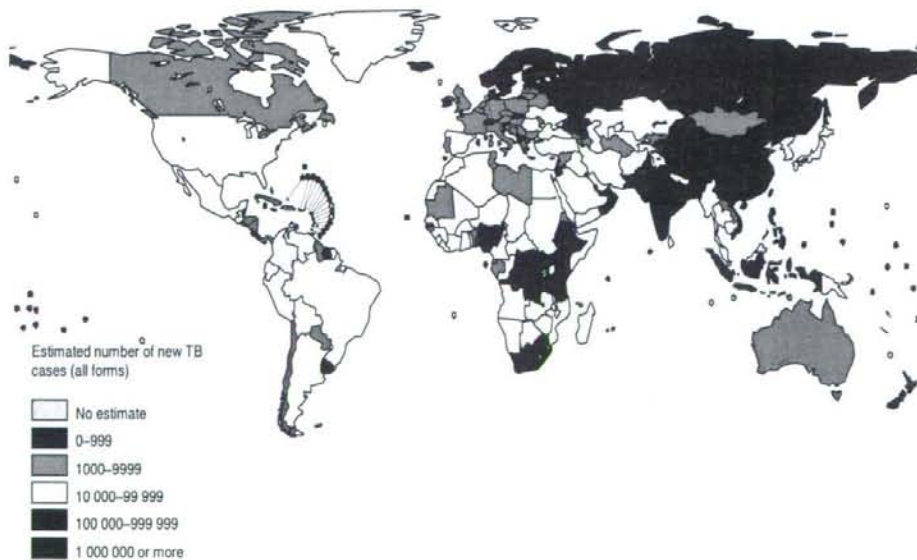 Estimated number of new TB
cases (all forms)
No estimate
0–999
1000–9999
10 000–99 999
100 000–999 999
1 000 000 or more